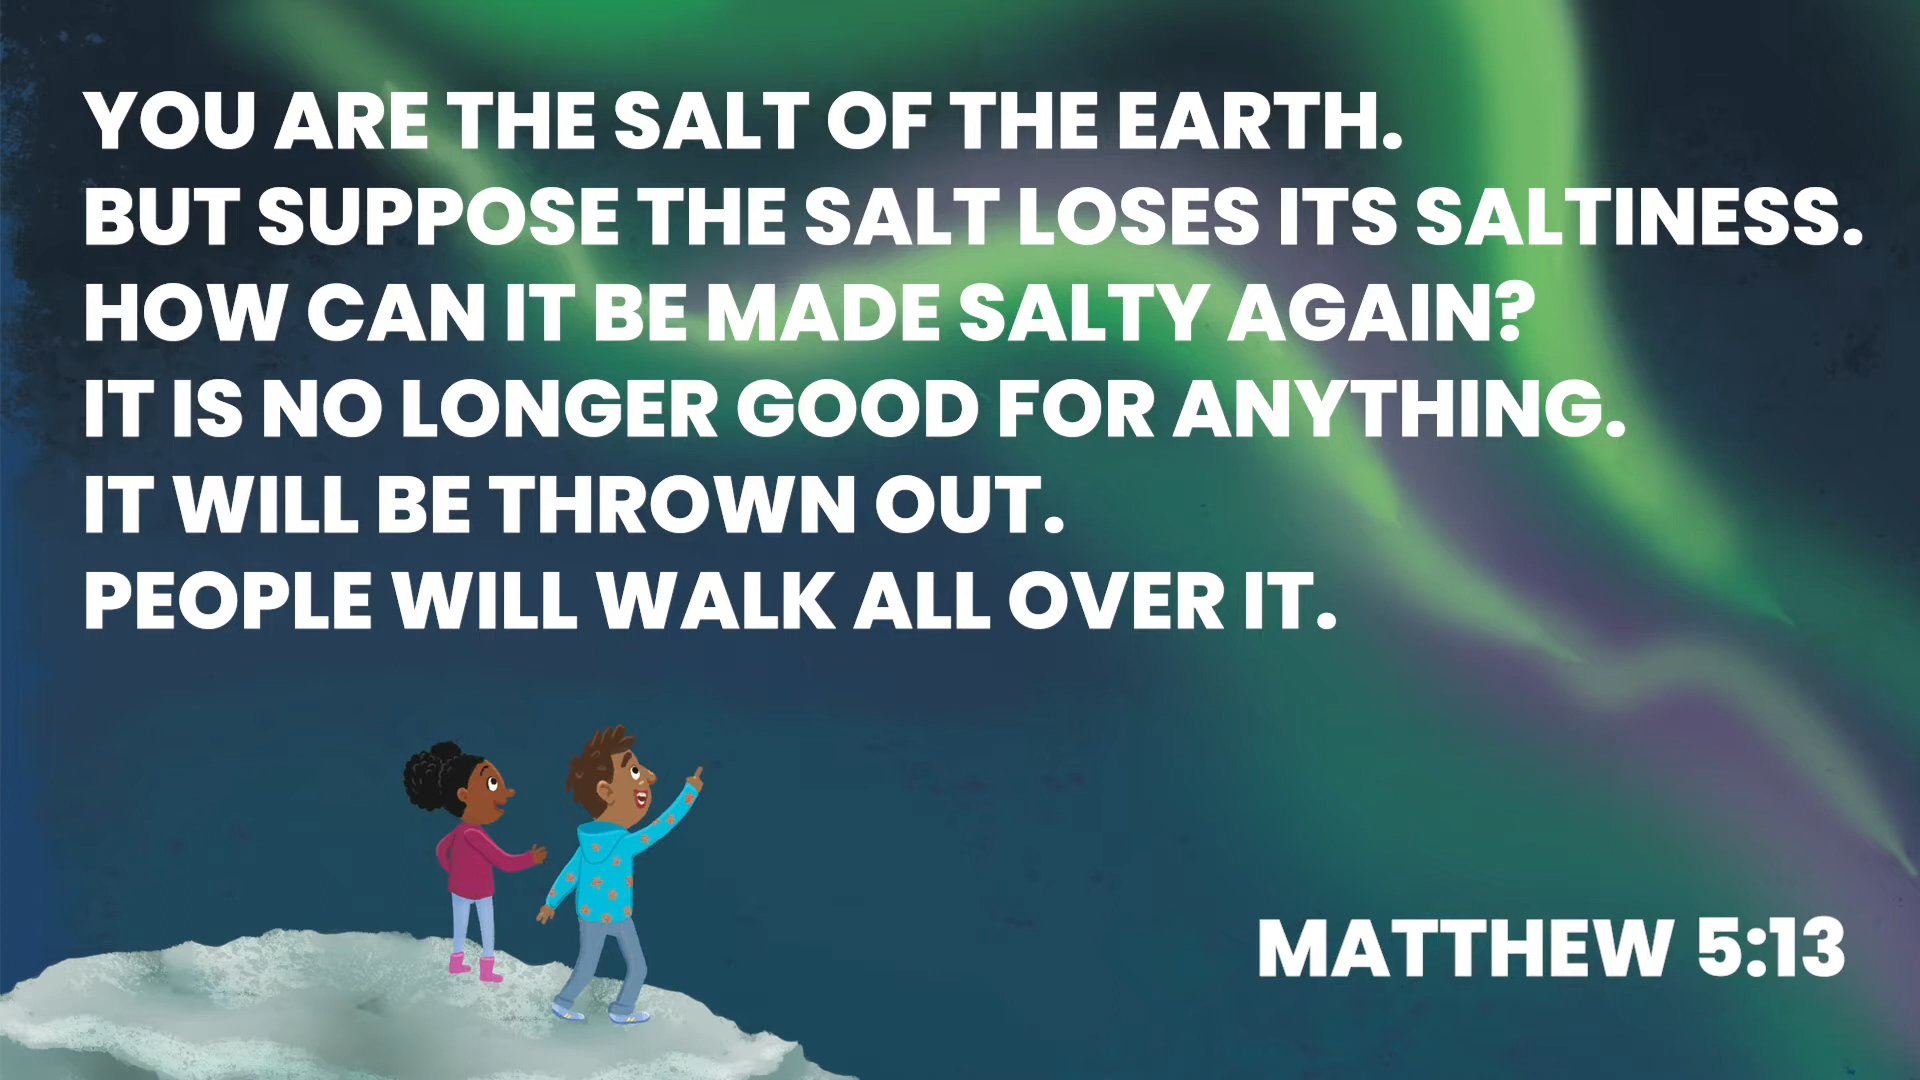 YOU ARE THE SALT OF THE EARTH.
BUT SUPPOSE THE SALT LOSES ITS SALTINESS.
HOW CAN IT BE MADE SALTY AGAIN?
IT IS NO LONGER GOOD FOR ANYTHING.
IT WILL BE THROWN OUT.
PEOPLE WILL WALK ALL OVER IT.
MATTHEW 5:13